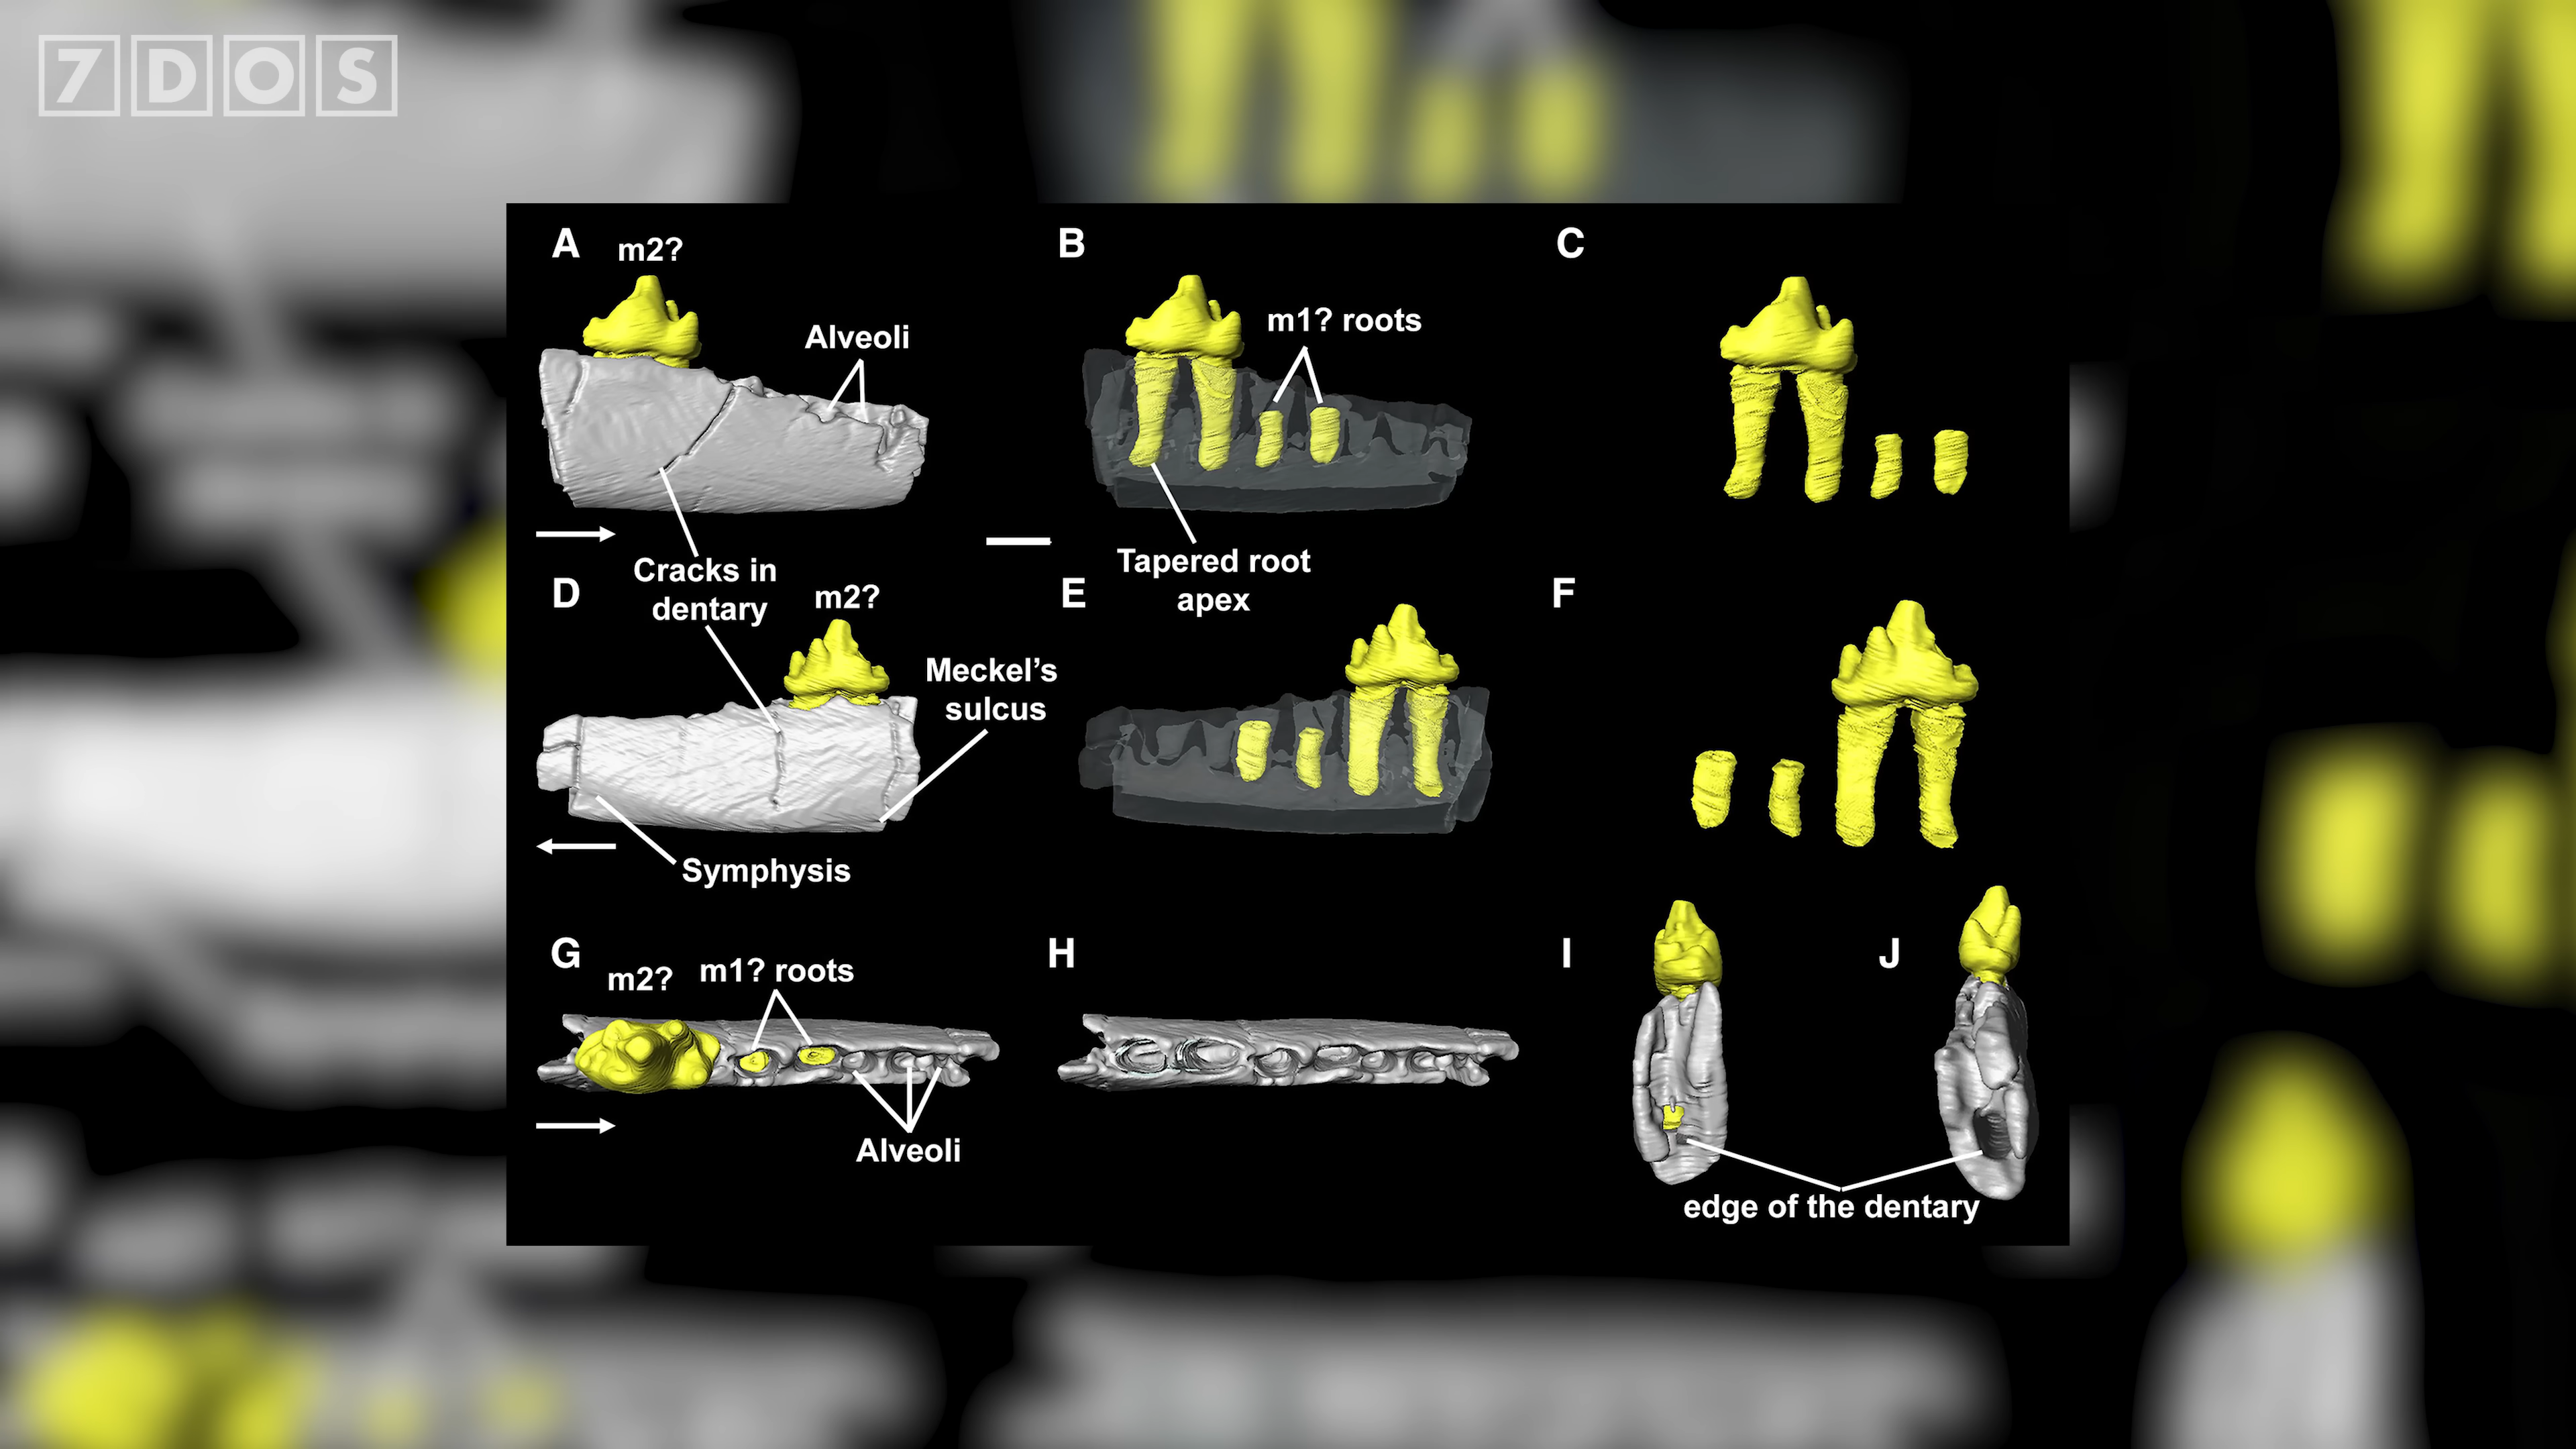 7DOS
A
m2?
Alveoli
B
m1? roots
C
Cracks in
dentary
Tapered root
apex
D
m2?
Meckel's
sulcus
Symphysis
E
F
G
m2?
m1? roots
Alveoli
H
I
J
edge of the dentary